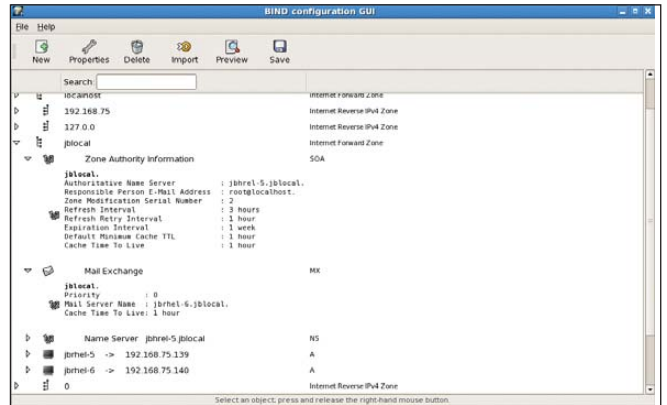 BIND configuration GUI
File Help
New Properties Delete Import Preview Save
Search:
localhost Internet Forward Zone
192.168.75 Internet Reverse IPv4 Zone
127.0.0 Internet Reverse IPv4 Zone
jblocal Internet Forward Zone
Zone Authority Information SOA
jblocal.
Authoritative Name Server : jbhrel-5.jblocal.
Responsible Person E-Mail Address : root@localhost.
Zone Modification Serial Number : 2
Refresh Interval : 3 hours
Refresh Retry Interval : 1 hour
Expiration Interval : 1 week
Default Minimum Cache TTL : 1 hour
Cache Time To Live : 1 hour
Mail Exchange MX
jblocal.
Priority : 0
Mail Server Name : jbrhel-6.jblocal.
Cache Time To Live: 1 hour
Name Server jbhrel-5.jblocal NS
jbrhel-5 -> 192.168.75.139 A
jbrhel-6 -> 192.168.75.140 A
0 Internet Reverse IPv4 Zone
Select an object, press and release the right-hand mouse button.